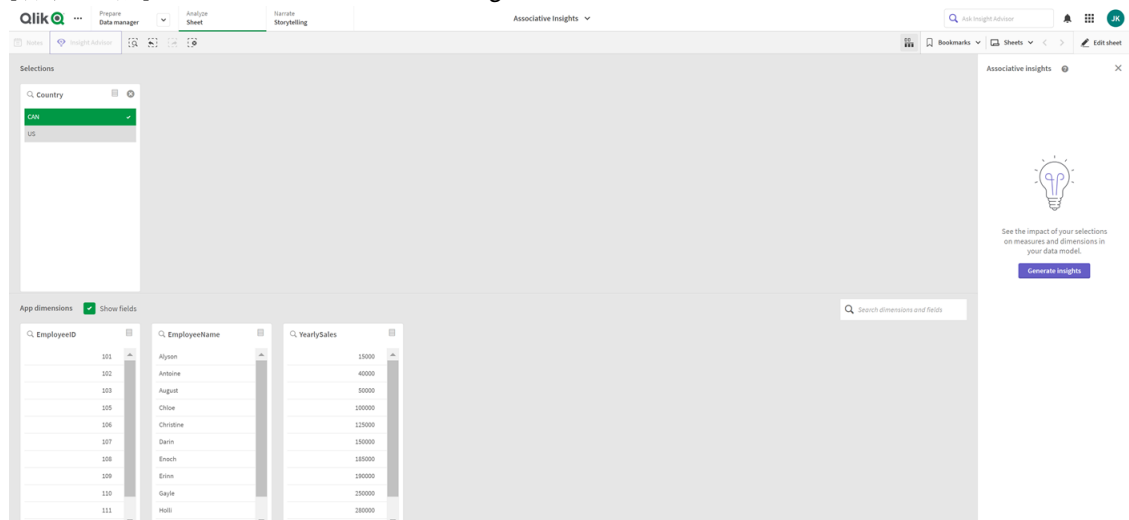 Qlik
Prepare
Data manager
Analyze
Sheet
Narrate
Storytelling
Associative Insights
Ask Insight Advisor
JK
Notes
Insight Advisor
Bookmarks
Sheets
Edit sheet
Selections
Country
CAN
US
Associative insights
See the impact of your selections
on measures and dimensions in
your data model.
Generate insights
App dimensions
Show fields
Search dimensions and fields
EmployeeID
101
102
103
105
106
107
108
109
110
111
EmployeeName
Alyson
Antoine
August
Chloe
Christine
Darin
Enoch
Erinn
Gayle
Holli
YearlySales
15000
40000
50000
100000
125000
150000
185000
190000
250000
280000